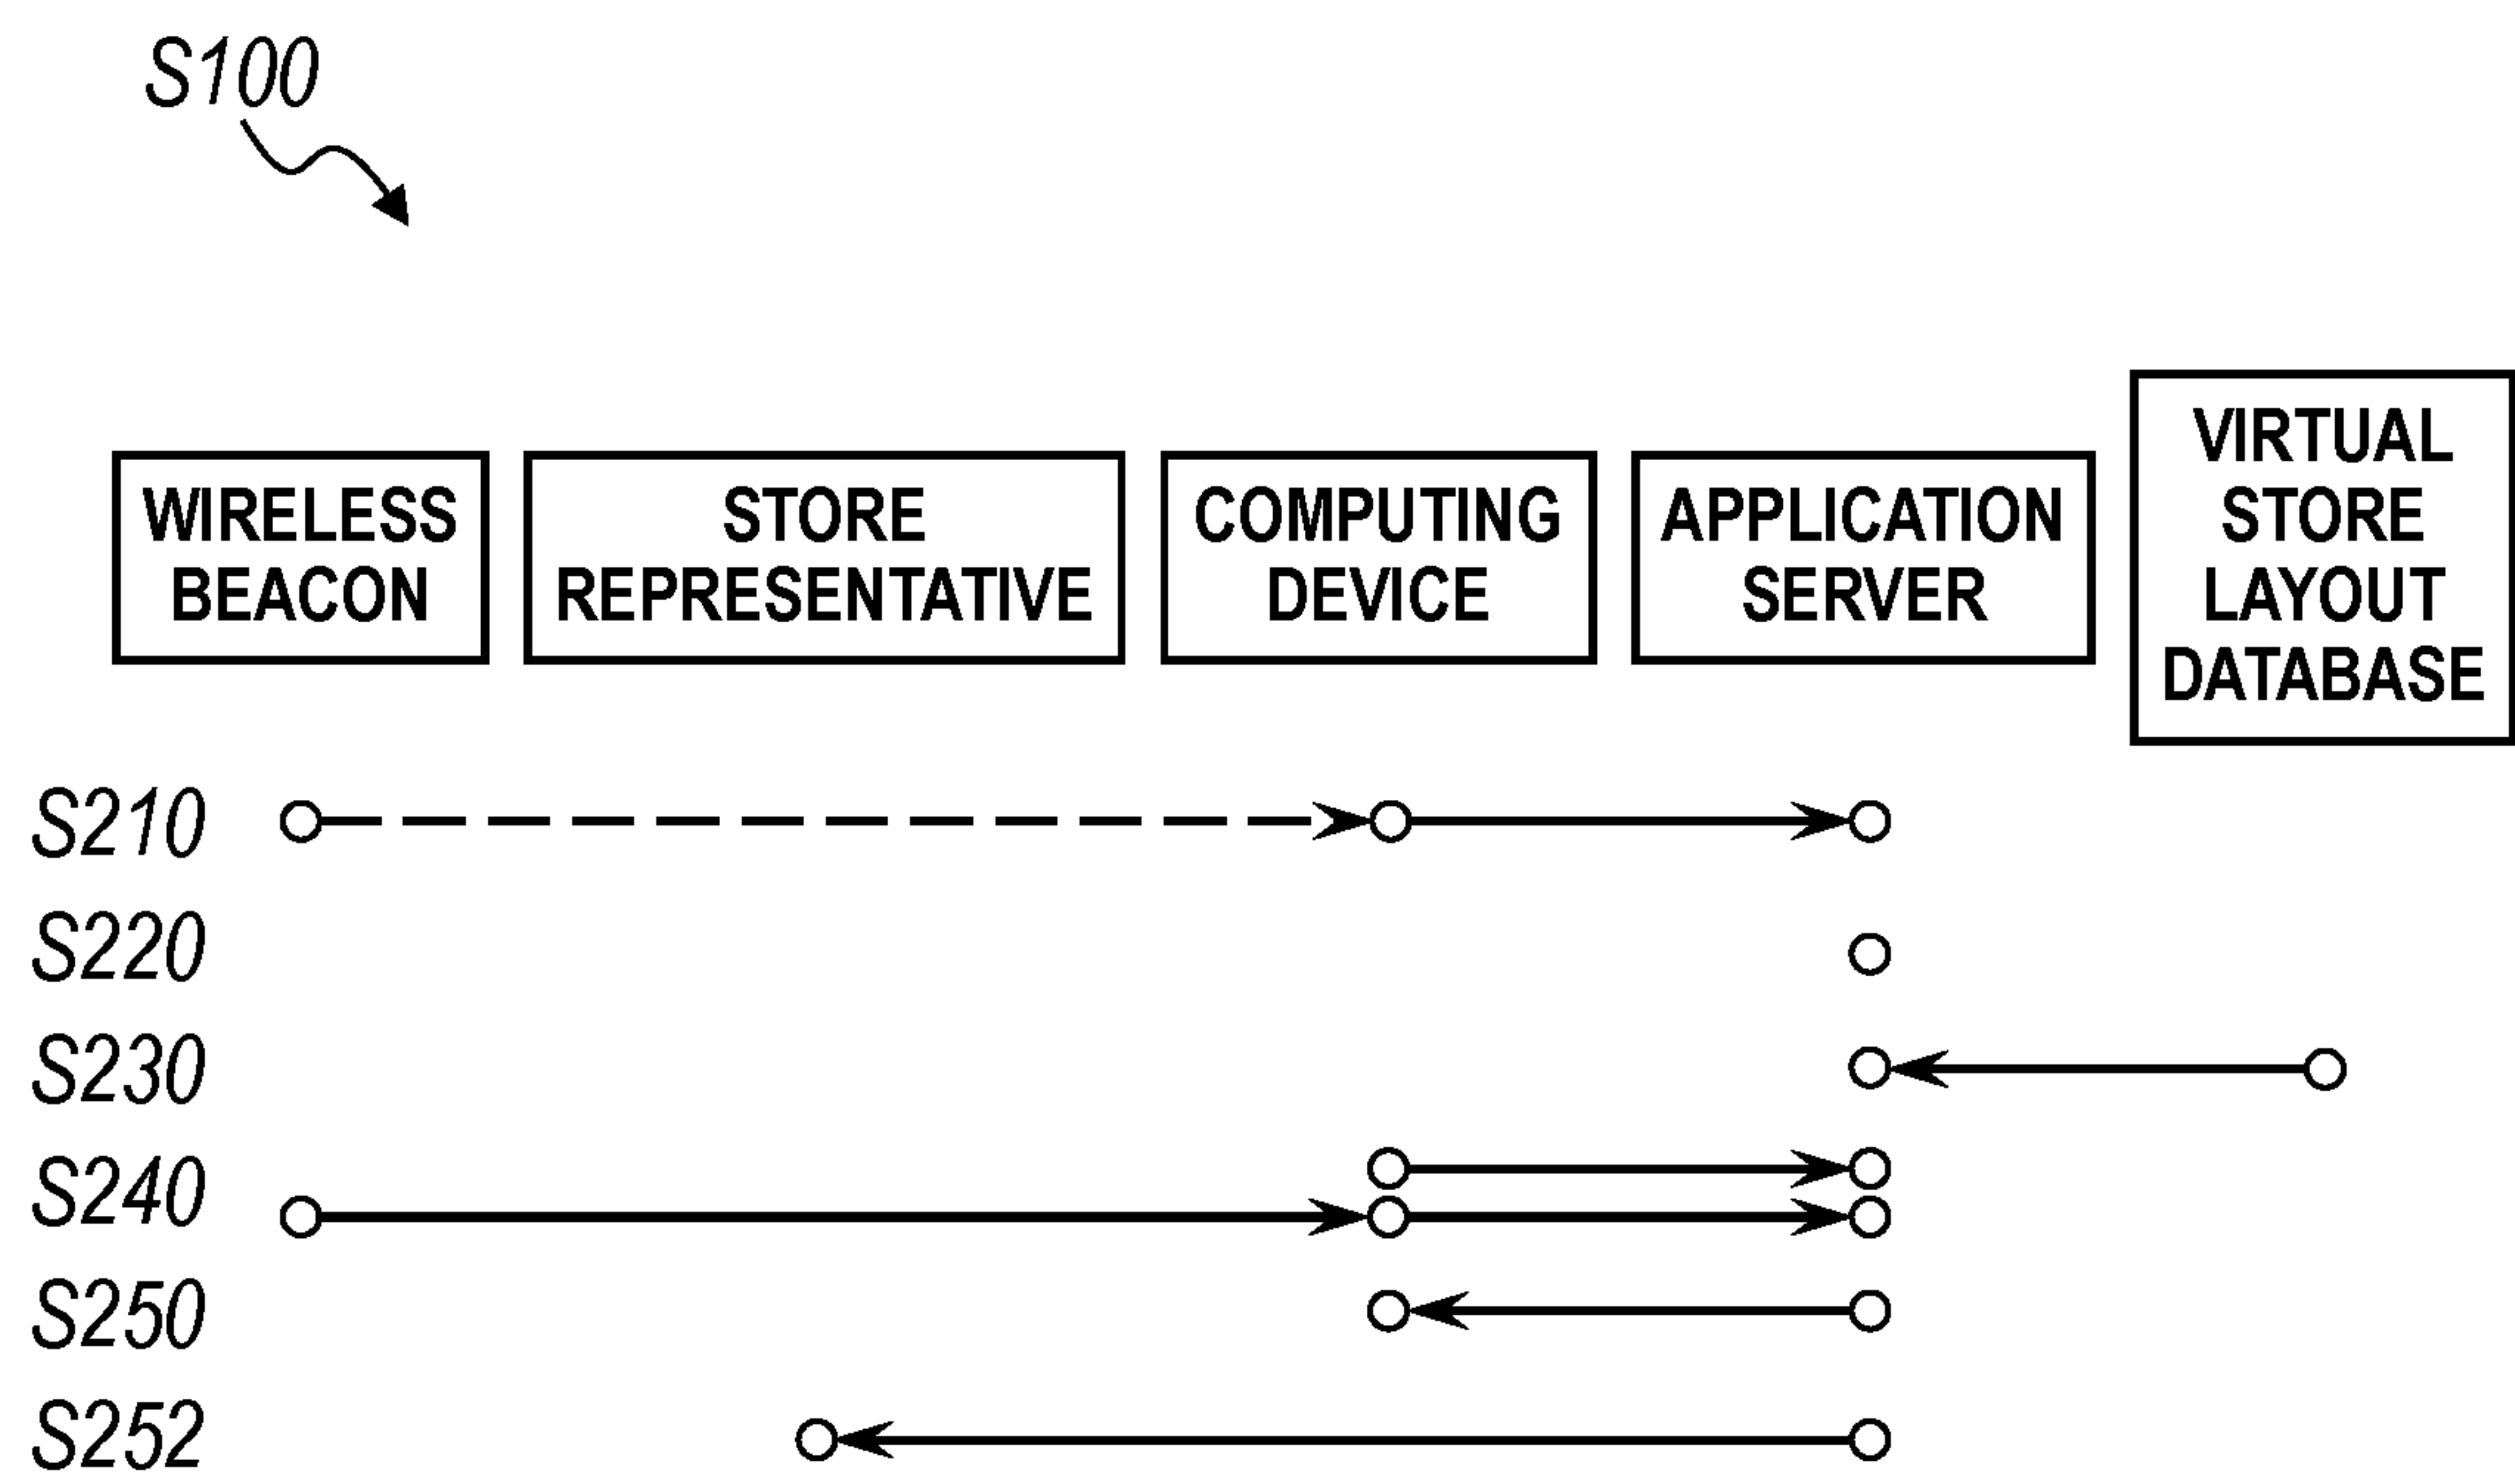 S100
WIRELESS
BEACON
STORE
REPRESENTATIVE
COMPUTING
DEVICE
APPLICATION
SERVER
VIRTUAL
STORE
LAYOUT
DATABASE
S210
S220
S230
S240
S250
S252